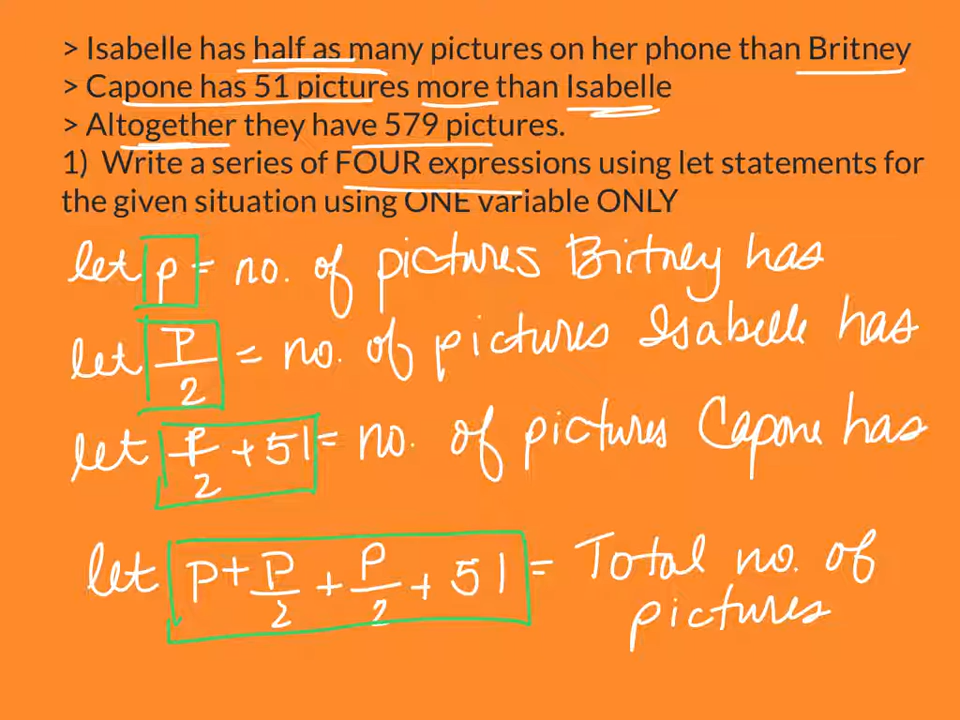 > Isabelle has half as many pictures on her phone than Britney
> Capone has 51 pictures more than Isabelle
> Altogether they have 579 pictures.
1) Write a series of FOUR expressions using let statements for
the given situation using ONE variable ONLY
let p = no. of pictures Britney has
let P/2 = no. of pictures Isabelle has
let P/2 + 51 = no. of pictures Capone has
let P + P/2 + P/2 + 51 = Total no. of
pictures